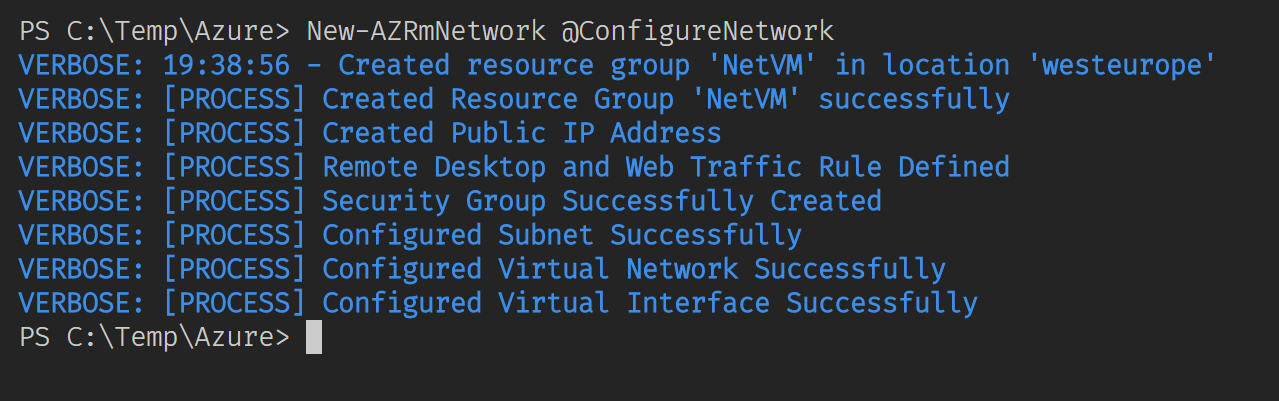 PS C:\Temp\Azure> New-AZRmNetwork @ConfigureNetwork
VERBOSE: 19:38:56 - Created resource group 'NetVM' in location 'westeurope'
VERBOSE: [PROCESS] Created Resource Group 'NetVM' successfully
VERBOSE: [PROCESS] Created Public IP Address
VERBOSE: [PROCESS] Remote Desktop and Web Traffic Rule Defined
VERBOSE: [PROCESS] Security Group Successfully Created
VERBOSE: [PROCESS] Configured Subnet Successfully
VERBOSE: [PROCESS] Configured Virtual Network Successfully
VERBOSE: [PROCESS] Configured Virtual Interface Successfully
PS C:\Temp\Azure>